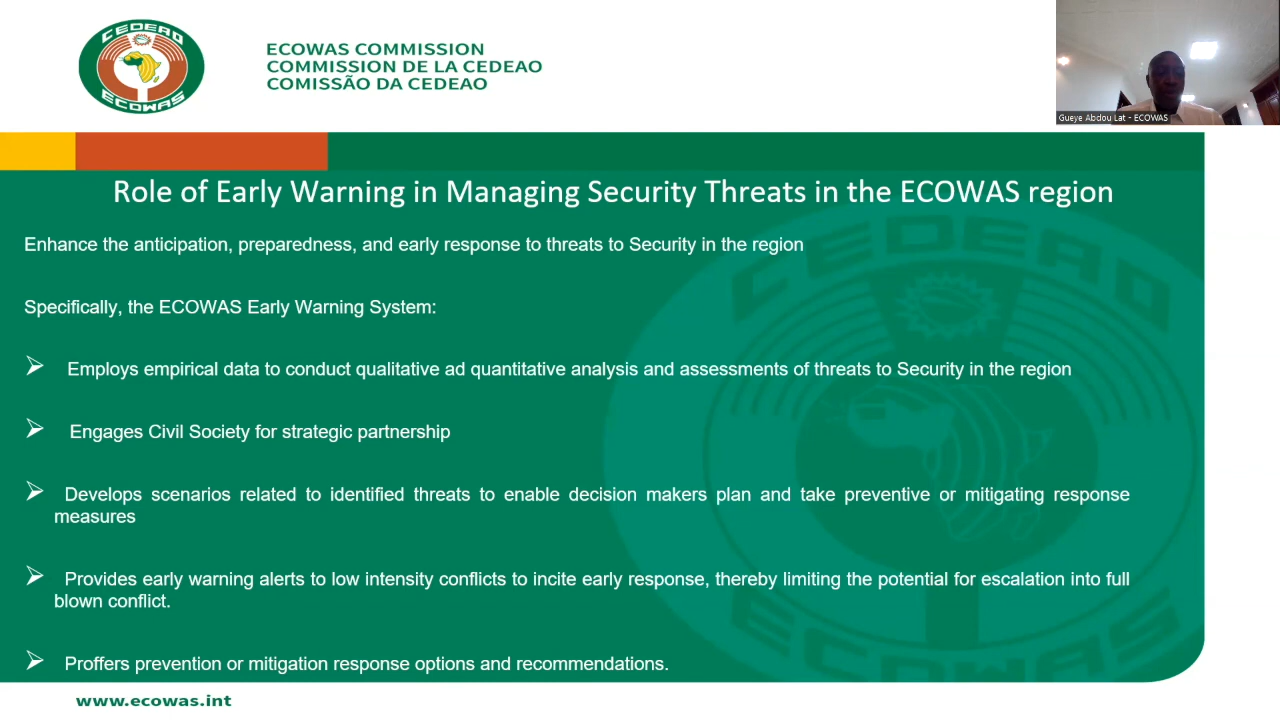 CEDEAO
ECOWAS
ECOWAS COMMISSION
COMMISSION DE LA CEDEAO
COMISSÃO DA CEDEAO
Gueye Abdou Lat - ECOWAS
Role of Early Warning in Managing Security Threats in the ECOWAS region
CEDEAO
Enhance the anticipation, preparedness, and early response to threats to Security in the region
Specifically, the ECOWAS Early Warning System:
Employs empirical data to conduct qualitative ad quantitative analysis and assessments of threats to Security in the region
Engages Civil Society for strategic partnership
Develops scenarios related to identified threats to enable decision makers plan and take preventive or mitigating response
measures
Provides early warning alerts to low intensity conflicts to incite early response, thereby limiting the potential for escalation into full
blown conflict.
Proffers prevention or mitigation response options and recommendations.
ECOWAS
www.ecowas.int